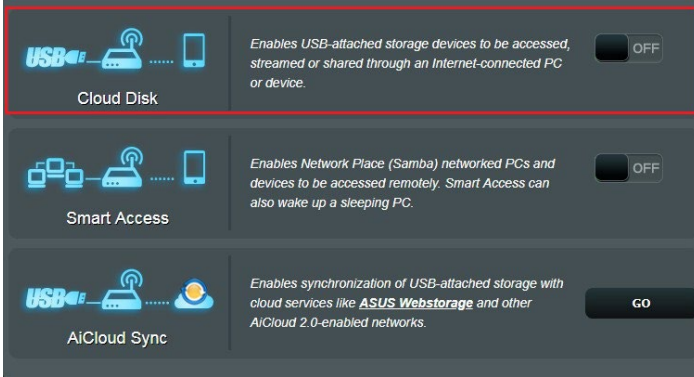 USB
Cloud Disk
Enables USB-attached storage devices to be accessed,
streamed or shared through an Internet-connected PC
or device.
OFF
Smart Access
Enables Network Place (Samba) networked PCs and
devices to be accessed remotely. Smart Access can
also wake up a sleeping PC.
OFF
USB
AiCloud Sync
Enables synchronization of USB-attached storage with
cloud services like ASUS Webstorage and other
AiCloud 2.0-enabled networks.
GO